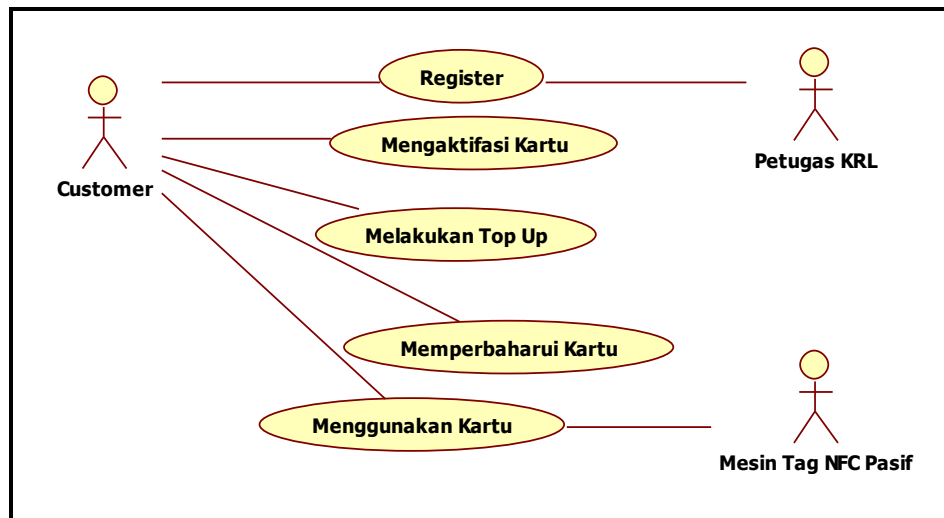 Register
Mengaktifasi Kartu
Petugas KRL
Customer
Melakukan Top Up
Memperbaharui Kartu
Menggunakan Kartu
Mesin Tag NFC Pasif